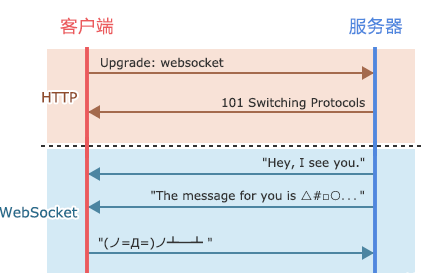 客户端
服务器
Upgrade: websocket
HTTP
101 Switching Protocols
"Hey, I see you."
"The message for you is △#□○..."
WebSocket
"(ノ=Д=)ノ┻━┻ "